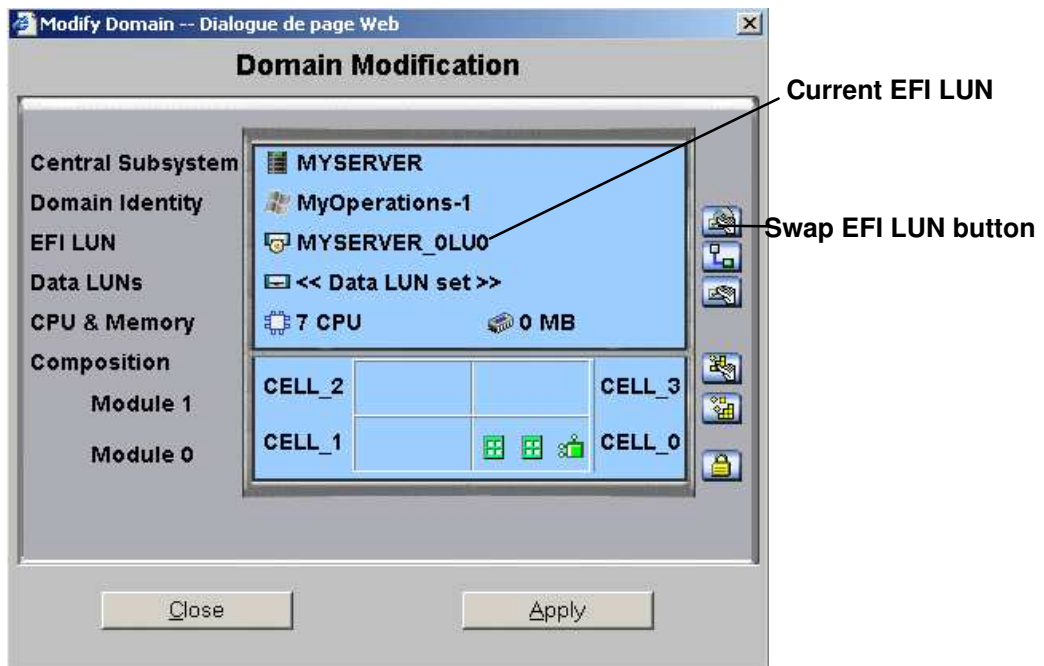 Modify Domain -- Dialogue de page Web
Domain Modification
Current EFI LUN
Central Subsystem MYSERVER
Domain Identity MyOperations-1
EFI LUN MYSERVER_0LU0
Swap EFI LUN button
Data LUNs << Data LUN set >>
CPU & Memory 7 CPU 0 MB
Composition
CELL_2 CELL_3
Module 1
CELL_1 CELL_0
Module 0
Close Apply